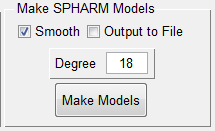 Make SPHARM Models
Smooth Output to File
Degree 18
Make Models